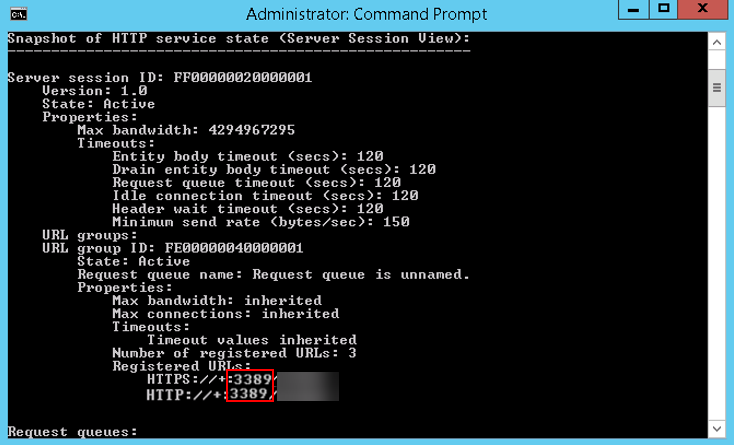 Administrator: Command Prompt
Snapshot of HTTP service state (Server Session View):
-----------------------------------------------------
Server session ID: FF00000020000001
Version: 1.0
State: Active
Properties:
Max bandwidth: 4294967295
Timeouts:
Entity body timeout (secs): 120
Drain entity body timeout (secs): 120
Request queue timeout (secs): 120
Idle connection timeout (secs): 120
Header wait timeout (secs): 120
Minimum send rate (bytes/sec): 150
URL groups:
URL group ID: FE00000040000001
State: Active
Request queue name: Request queue is unnamed.
Properties:
Max bandwidth: inherited
Max connections: inherited
Timeouts:
Timeout values inherited
Number of registered URLs: 3
Registered URLs:
HTTPS://+:3389/
HTTP://+:3389/
Request queues: